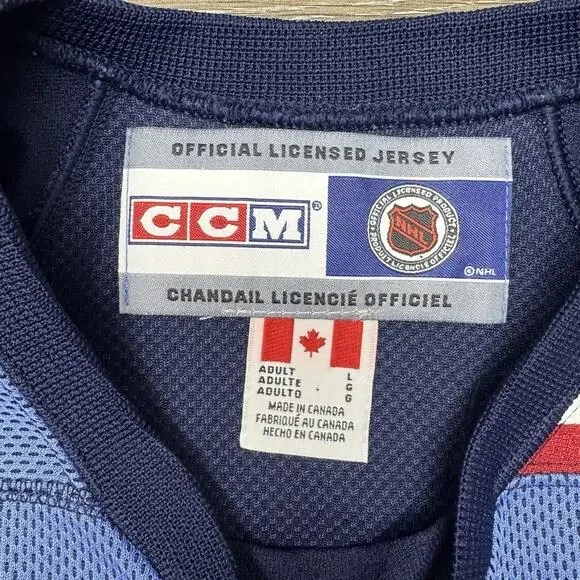 OFFICIAL LICENSED JERSEY
CCM®
OFFICIAL LICENSED PRODUCT
NHL
PRODUIT LICENCIÉ OFFICIEL
©NHL
CHANDAIL LICENCIÉ OFFICIEL
ADULT L
ADULTE G
ADULTO G
MADE IN CANADA
FABRIQUÉ AU CANADA
HECHO EN CANADA